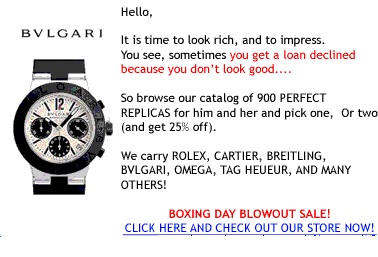 Hello,
BVLGARI
It is time to look rich, and to impress.
You see, sometimes you get a loan declined
because you don't look good....
So browse our catalog of 900 PERFECT
REPLICAS for him and her and pick one, Or two
(and get 25% off).
We carry ROLEX, CARTIER, BREITLING,
BVLGARI, OMEGA, TAG HEUEUR, AND MANY
OTHERS!
BOXING DAY BLOWOUT SALE!
CLICK HERE AND CHECK OUT OUR STORE NOW!